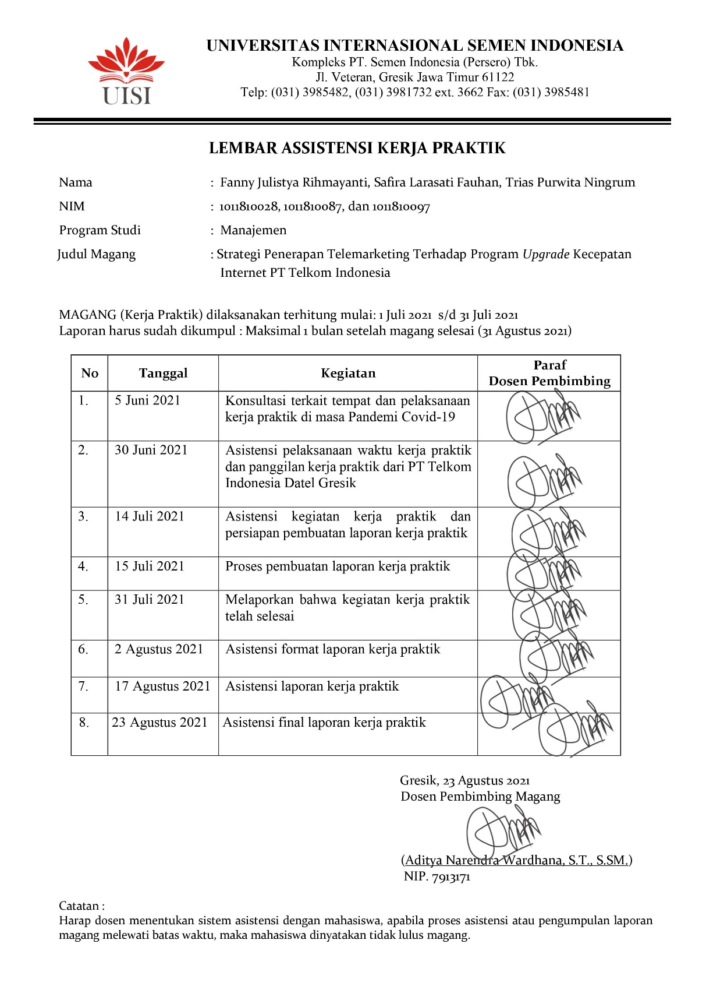 UISI
UNIVERSITAS INTERNASIONAL SEMEN INDONESIA
Kompleks PT. Semen Indonesia (Persero) Tbk.
Jl. Veteran, Gresik Jawa Timur 61122
Telp: (031) 3985482, (031) 3981732 ext. 3662 Fax: (031) 3985481
LEMBAR ASSISTENSI KERJA PRAKTIK
Nama : Fanny Julistya Rihmayanti, Safira Larasati Fauhan, Trias Purwita Ningrum
NIM : 1011810028, 1011810087, dan 1011810097
Program Studi : Manajemen
Judul Magang : Strategi Penerapan Telemarketing Terhadap Program Upgrade Kecepatan
Internet PT Telkom Indonesia
MAGANG (Kerja Praktik) dilaksanakan terhitung mulai: 1 Juli 2021 s/d 31 Juli 2021
Laporan harus sudah dikumpul : Maksimal 1 bulan setelah magang selesai (31 Agustus 2021)
No Tanggal Kegiatan Paraf
Dosen Pembimbing
1. 5 Juni 2021 Konsultasi terkait tempat dan pelaksanaan
kerja praktik di masa Pandemi Covid-19
2. 30 Juni 2021 Asistensi pelaksanaan waktu kerja praktik
dan panggilan kerja praktik dari PT Telkom
Indonesia Datel Gresik
3. 14 Juli 2021 Asistensi kegiatan kerja praktik dan
persiapan pembuatan laporan kerja praktik
4. 15 Juli 2021 Proses pembuatan laporan kerja praktik
5. 31 Juli 2021 Melaporkan bahwa kegiatan kerja praktik
telah selesai
6. 2 Agustus 2021 Asistensi format laporan kerja praktik
7. 17 Agustus 2021 Asistensi laporan kerja praktik
8. 23 Agustus 2021 Asistensi final laporan kerja praktik
Gresik, 23 Agustus 2021
Dosen Pembimbing Magang
(Aditya Narendra Wardhana, S.T., S.SM.)
NIP. 7913171
Catatan :
Harap dosen menentukan sistem asistensi dengan mahasiswa, apabila proses asistensi atau pengumpulan laporan
magang melewati batas waktu, maka mahasiswa dinyatakan tidak lulus magang.